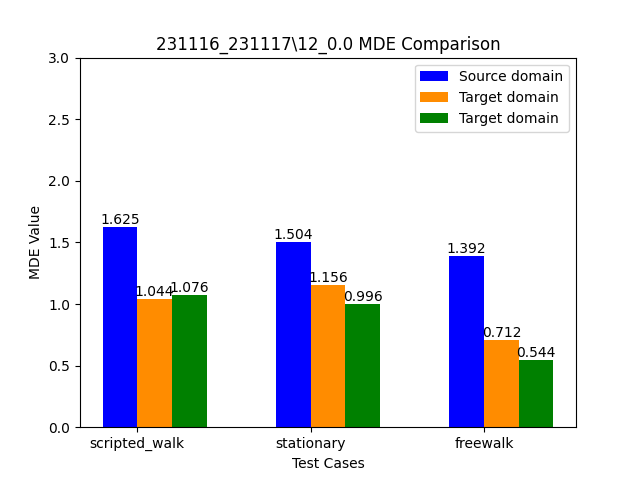 231116_231117\12_0.0 MDE Comparison
Source domain
Target domain
Target domain
MDE Value
3.0
2.5
2.0
1.5
1.0
0.5
0.0
1.625
1.044
1.076
1.504
1.156
0.996
1.392
0.712
0.544
scripted_walk
stationary
freewalk
Test Cases